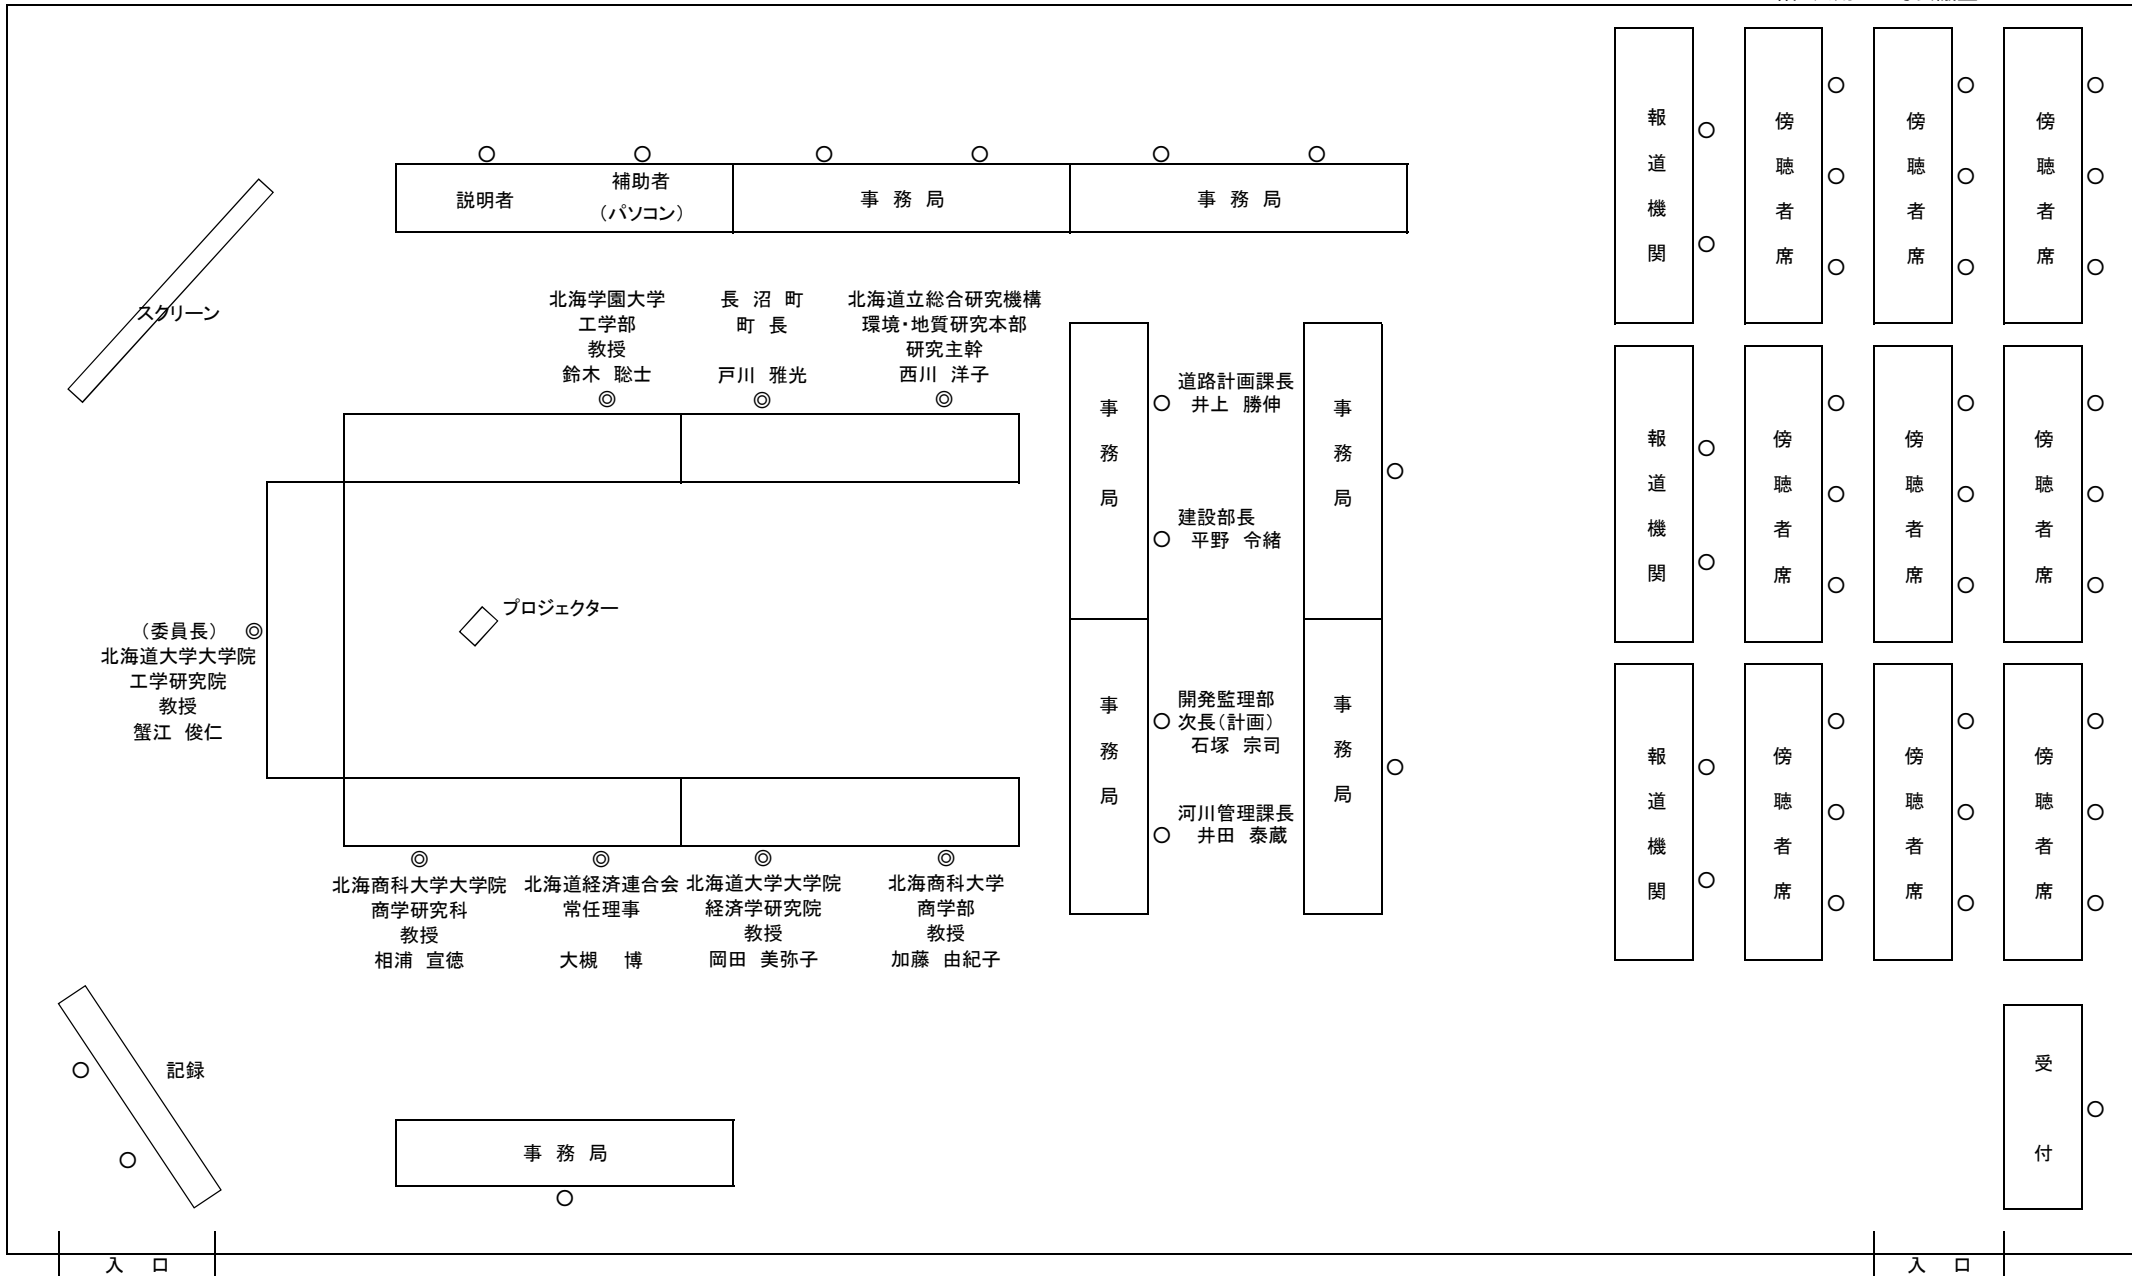 説明者
補助者
（パソコン）
事 務 局
事 務 局
スクリーン
北海学園大学
工学部
教授
鈴木 聡士
長 沼 町
町 長
戸川 雅光
北海道立総合研究機構
環境・地質研究本部
研究主幹
西川 洋子
プロジェクター
（委員長）
北海道大学大学院
工学研究院
教授
蟹江 俊仁
北海商科大学大学院
商学研究科
教授
相浦 宣徳
北海道経済連合会
常任理事
大槻 博
北海道大学大学院
経済学研究院
教授
岡田 美弥子
北海商科大学
商学部
教授
加藤 由紀子
事務局
道路計画課長
井上 勝伸
建設部長
平野 令緒
事務局
事務局
開発監理部
次長（計画）
石塚 宗司
河川管理課長
井田 泰蔵
事務局
報道機関
傍聴者席
傍聴者席
傍聴者席
報道機関
傍聴者席
傍聴者席
傍聴者席
報道機関
傍聴者席
傍聴者席
傍聴者席
記録
事 務 局
受付
入 口
入 口